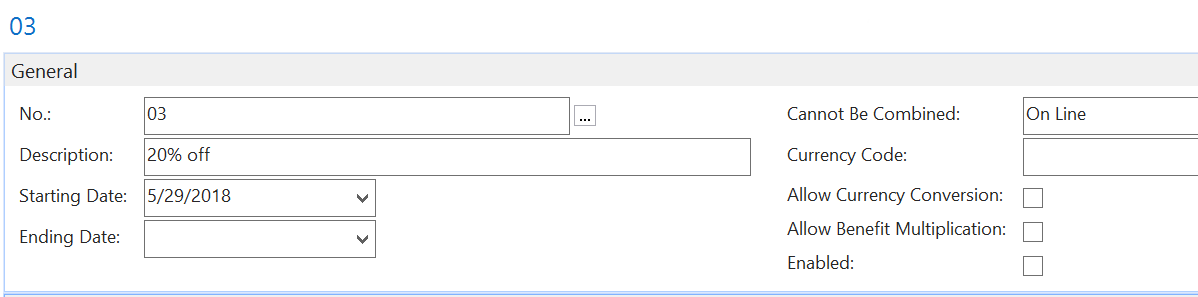 03
General
No.: 03 ...
Description: 20% off
Starting Date: 5/29/2018
Ending Date:
Cannot Be Combined: On Line
Currency Code:
Allow Currency Conversion:
Allow Benefit Multiplication:
Enabled: